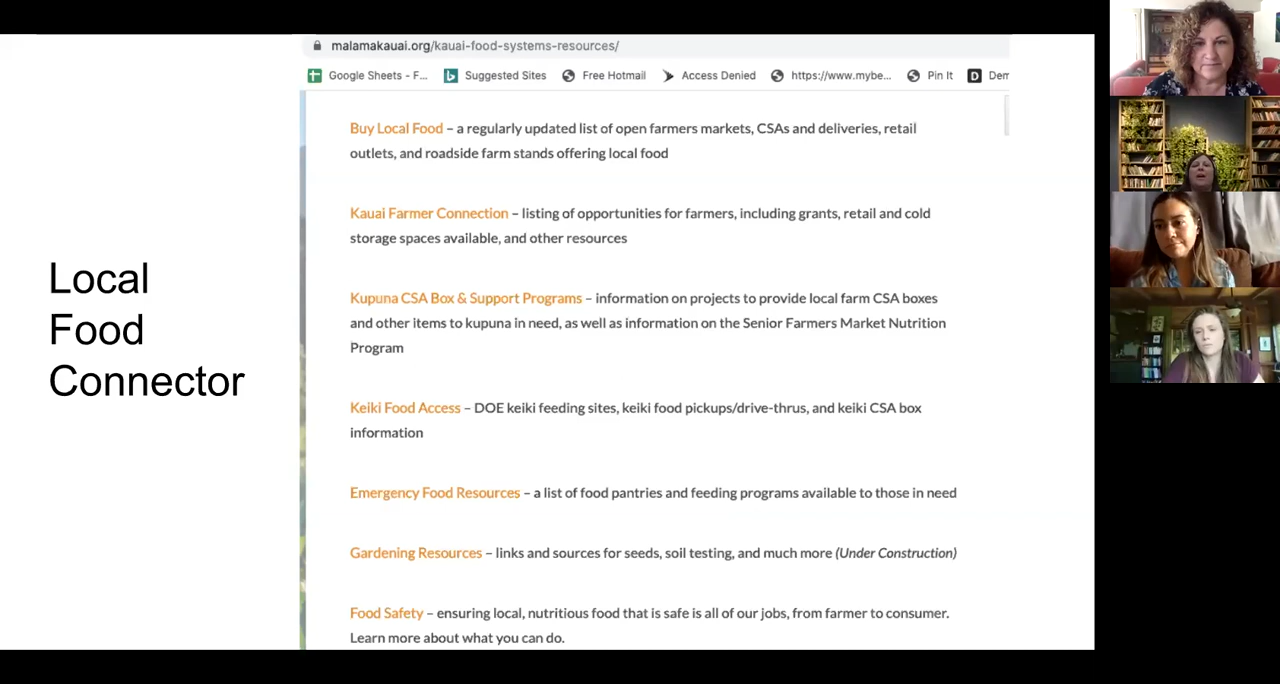 Local
Food
Connector
malamakauai.org/kauai-food-systems-resources/
Google Sheets - F... Suggested Sites Free Hotmail Access Denied https://www.mybe... Pin It D Dem
Buy Local Food – a regularly updated list of open farmers markets, CSAs and deliveries, retail
outlets, and roadside farm stands offering local food
Kauai Farmer Connection – listing of opportunities for farmers, including grants, retail and cold
storage spaces available, and other resources
Kupuna CSA Box & Support Programs – information on projects to provide local farm CSA boxes
and other items to kupuna in need, as well as information on the Senior Farmers Market Nutrition
Program
Keiki Food Access – DOE keiki feeding sites, keiki food pickups/drive-thrus, and keiki CSA box
information
Emergency Food Resources – a list of food pantries and feeding programs available to those in need
Gardening Resources – links and sources for seeds, soil testing, and much more (Under Construction)
Food Safety – ensuring local, nutritious food that is safe is all of our jobs, from farmer to consumer.
Learn more about what you can do.